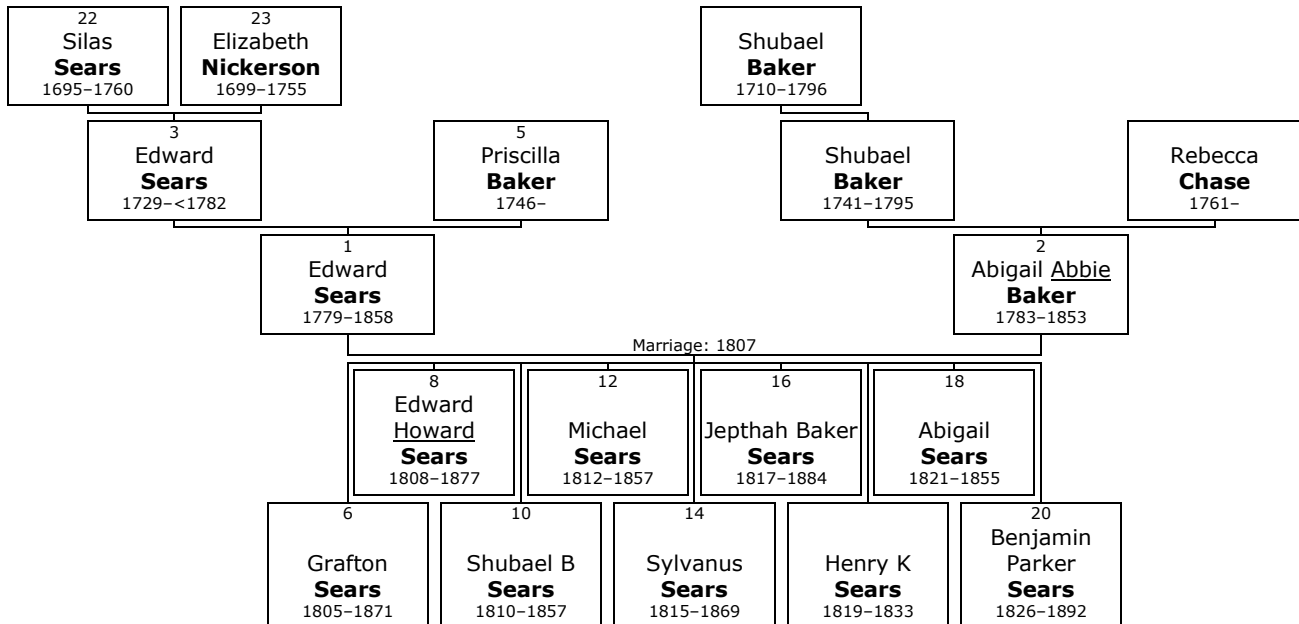 22
Silas
Sears
1695–1760
23
Elizabeth
Nickerson
1699–1755
Shubael
Baker
1710–1796
3
Edward
Sears
1729–<1782
5
Priscilla
Baker
1746–
Shubael
Baker
1741–1795
Rebecca
Chase
1761–
1
Edward
Sears
1779–1858
2
Abigail Abbie
Baker
1783–1853
Marriage: 1807
8
Edward
Howard
Sears
1808–1877
12
Michael
Sears
1812–1857
16
Jepthah Baker
Sears
1817–1884
18
Abigail
Sears
1821–1855
6
Grafton
Sears
1805–1871
10
Shubael B
Sears
1810–1857
14
Sylvanus
Sears
1815–1869
Henry K
Sears
1819–1833
20
Benjamin
Parker
Sears
1826–1892